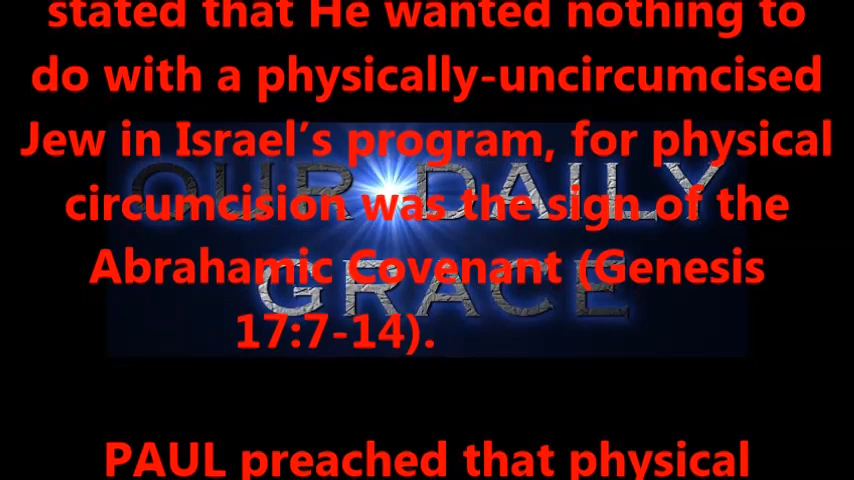 stated that He wanted nothing to
do with a physically-uncircumcised
Jew in Israel’s program, for physical
circumcision was the sign of the
Abrahamic Covenant (Genesis
17:7-14).
PAUL preached that physical
OUR DAILY
GRACE